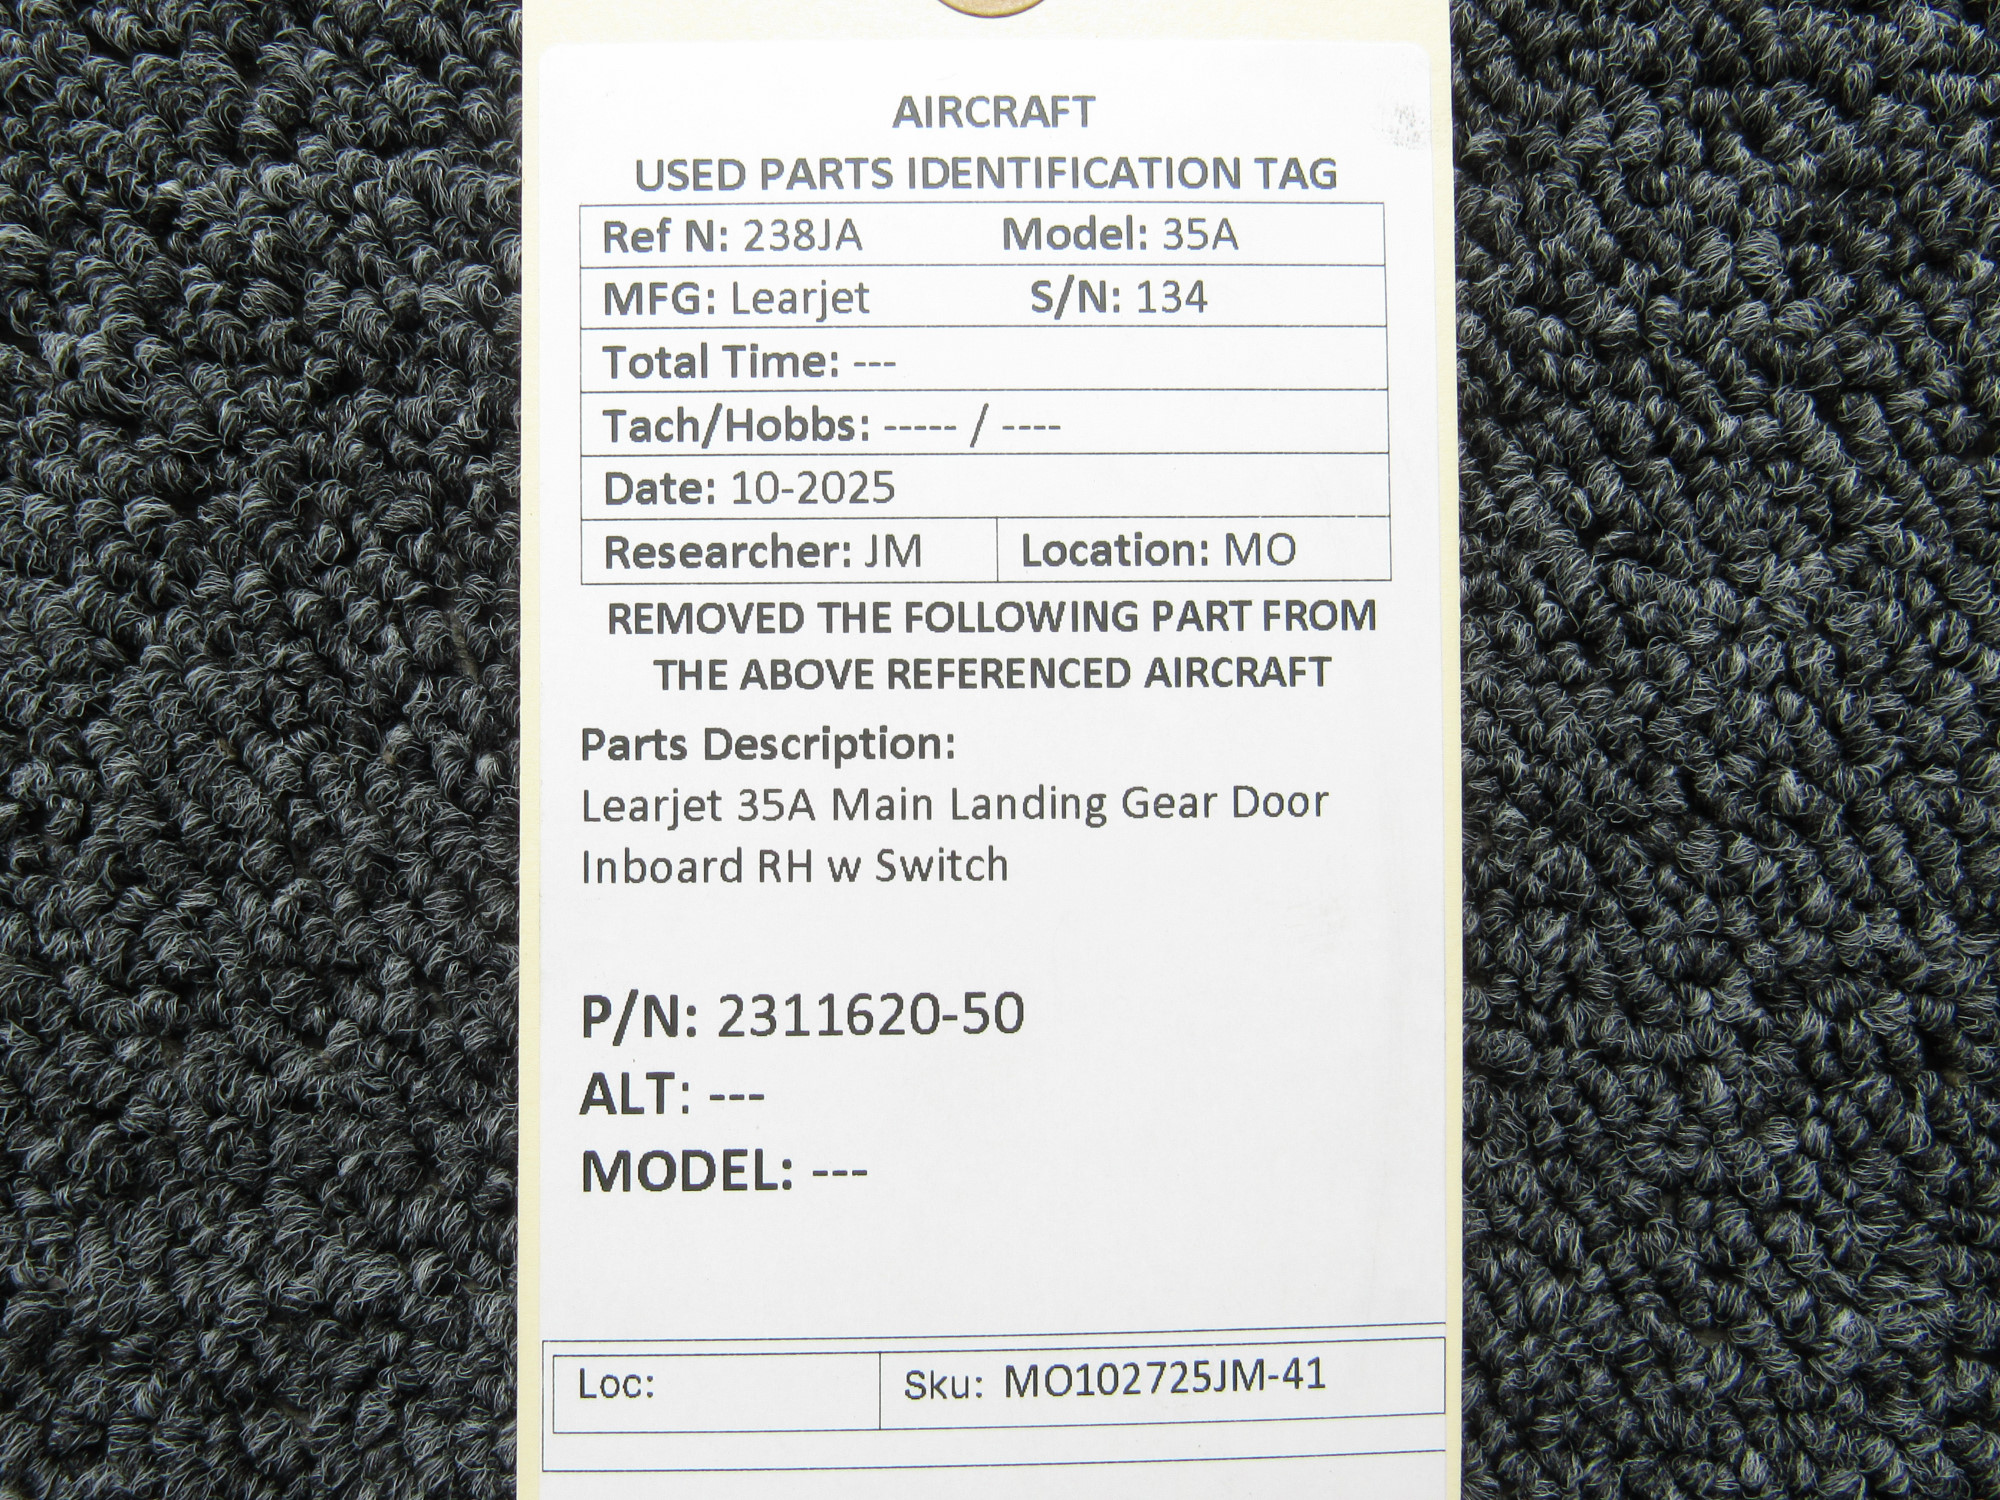 AIRCRAFT
USED PARTS IDENTIFICATION TAG
Ref N: 238JA Model: 35A
MFG: Learjet S/N: 134
Total Time: ---
Tach/Hobbs: ----- / ----
Date: 10-2025
Researcher: JM Location: MO
REMOVED THE FOLLOWING PART FROM
THE ABOVE REFERENCED AIRCRAFT
Parts Description:
Learjet 35A Main Landing Gear Door
Inboard RH w Switch
P/N: 2311620-50
ALT: ---
MODEL: ---
Loc: Sku: MO102725JM-41